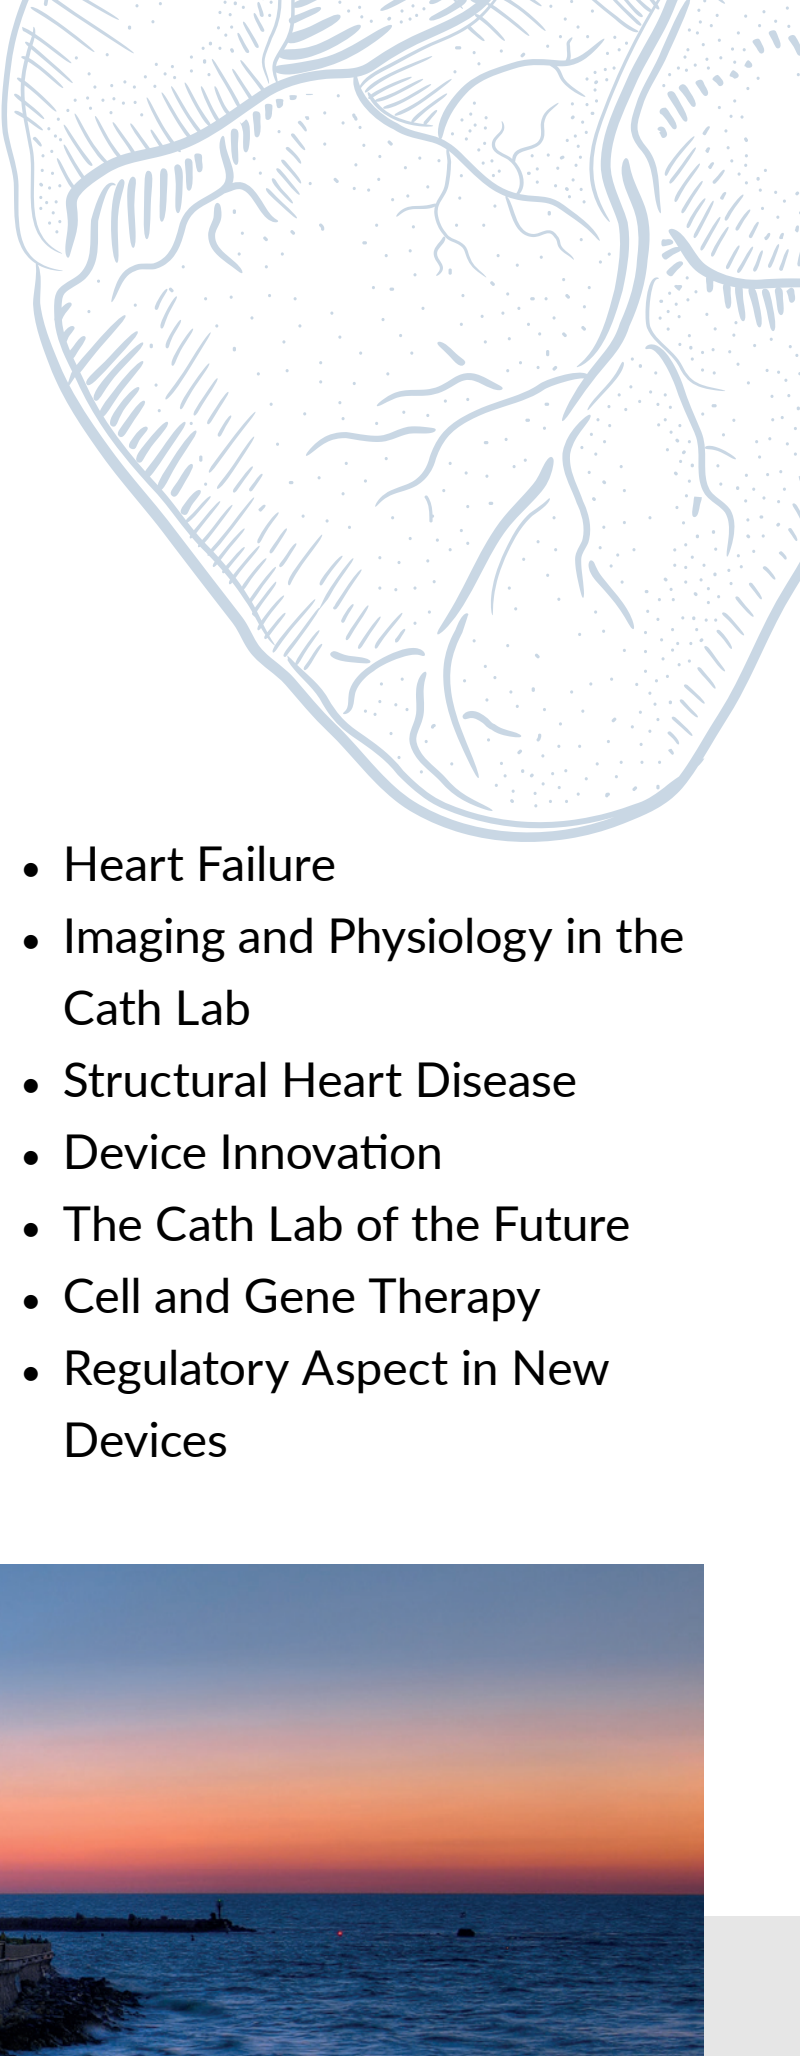 • Heart Failure
• Imaging and Physiology in the
Cath Lab
• Structural Heart Disease
• Device Innovation
• The Cath Lab of the Future
• Cell and Gene Therapy
• Regulatory Aspect in New
Devices